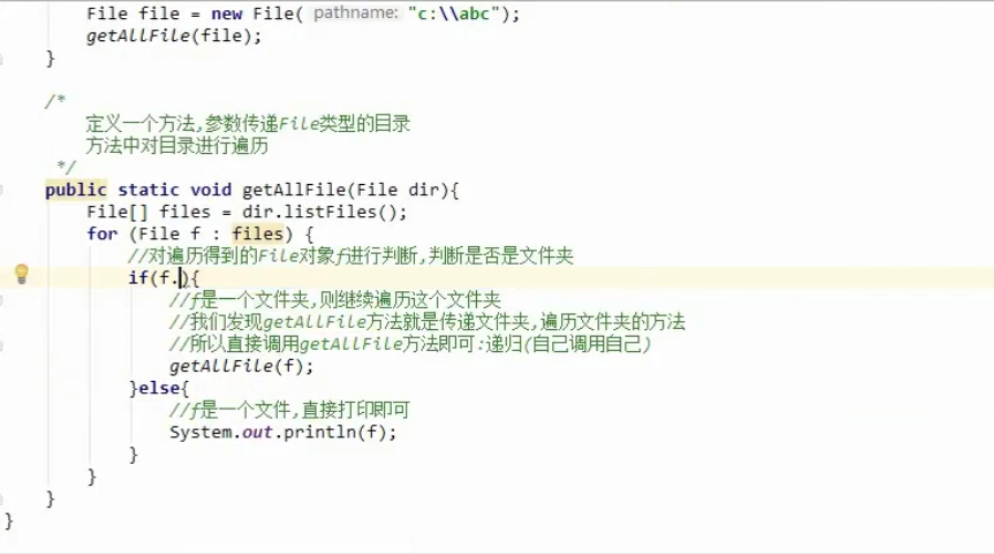 File file = new File( pathname: "c:\\abc");
getAllFile(file);
}
/*
定义一个方法,参数传递File类型的目录
方法中对目录进行遍历
*/
public static void getAllFile(File dir){
File[] files = dir.listFiles();
for (File f : files) {
//对遍历得到的File对象f进行判断,判断是否是文件夹
if(f.){
//f是一个文件夹,则继续遍历这个文件夹
//我们发现getAllFile方法就是传递文件夹,遍历文件夹的方法
//所以直接调用getAllFile方法即可:递归(自己调用自己)
getAllFile(f);
}else{
//f是一个文件,直接打印即可
System.out.println(f);
}
}
}
}